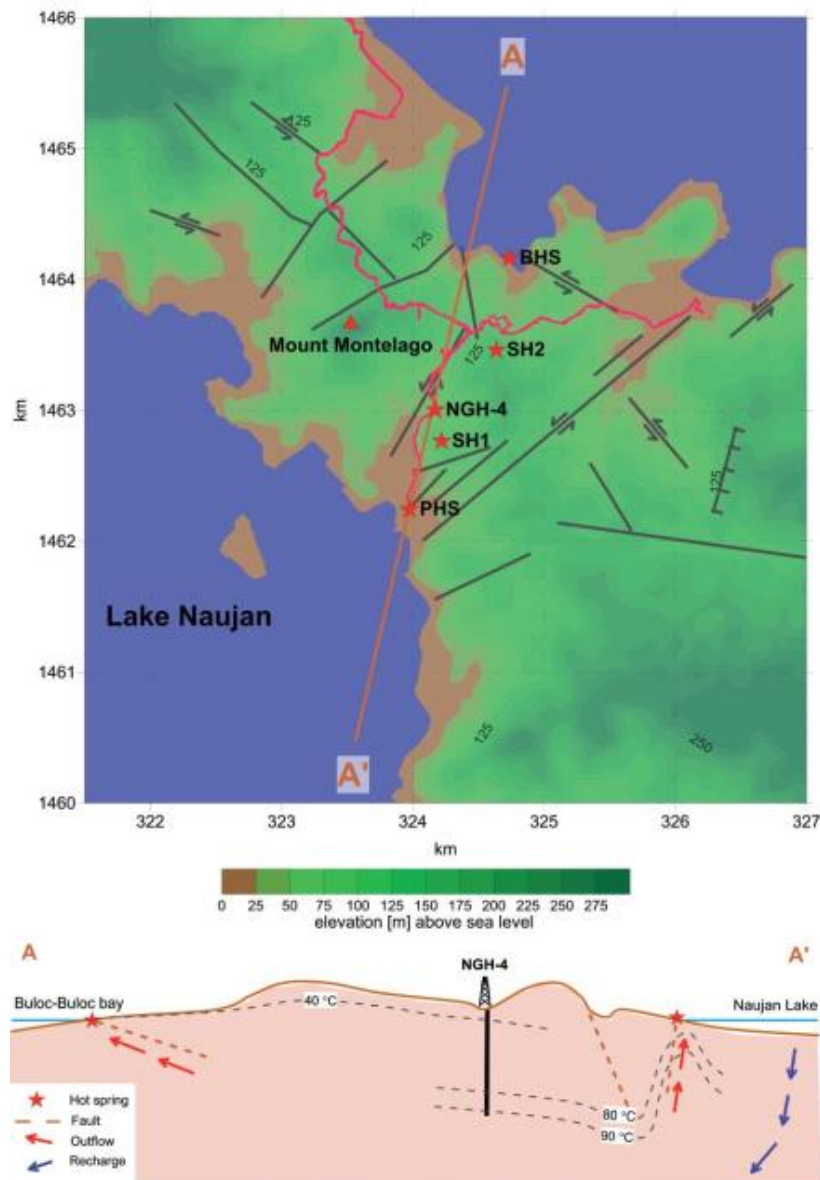 1466
1465
1464
1463
1462
1461
1460
km
A
125
125
125
BHS
Mount Montelago
125
SH2
NGH-4
SH1
125
PHS
Lake Naujan
125
250
A'
322
323
324
325
326
327
km
0 25 50 75 100 125 150 175 200 225 250 275
elevation [m] above sea level
A
A'
NGH-4
Buloc-Buloc bay
40 °C
Naujan Lake
80 °C
90 °C
Hot spring
Fault
Outflow
Recharge